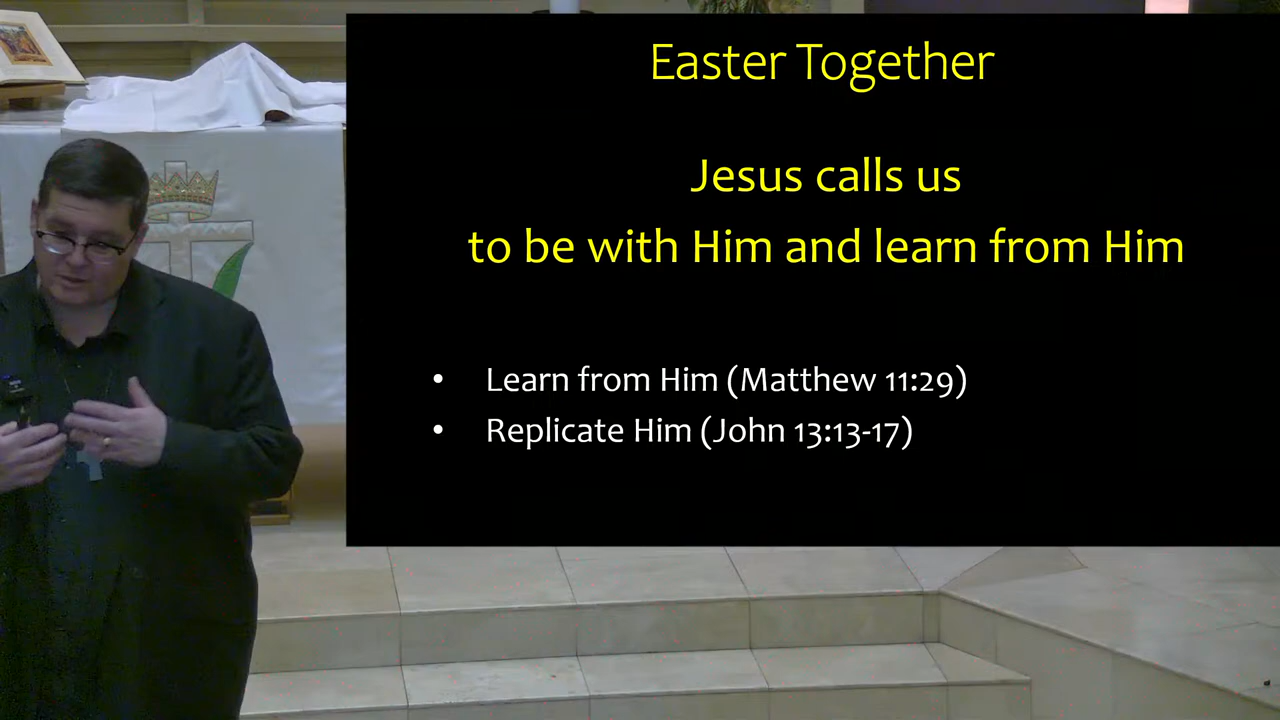 Easter Together
Jesus calls us
to be with Him and learn from Him
• Learn from Him (Matthew 11:29)
• Replicate Him (John 13:13-17)